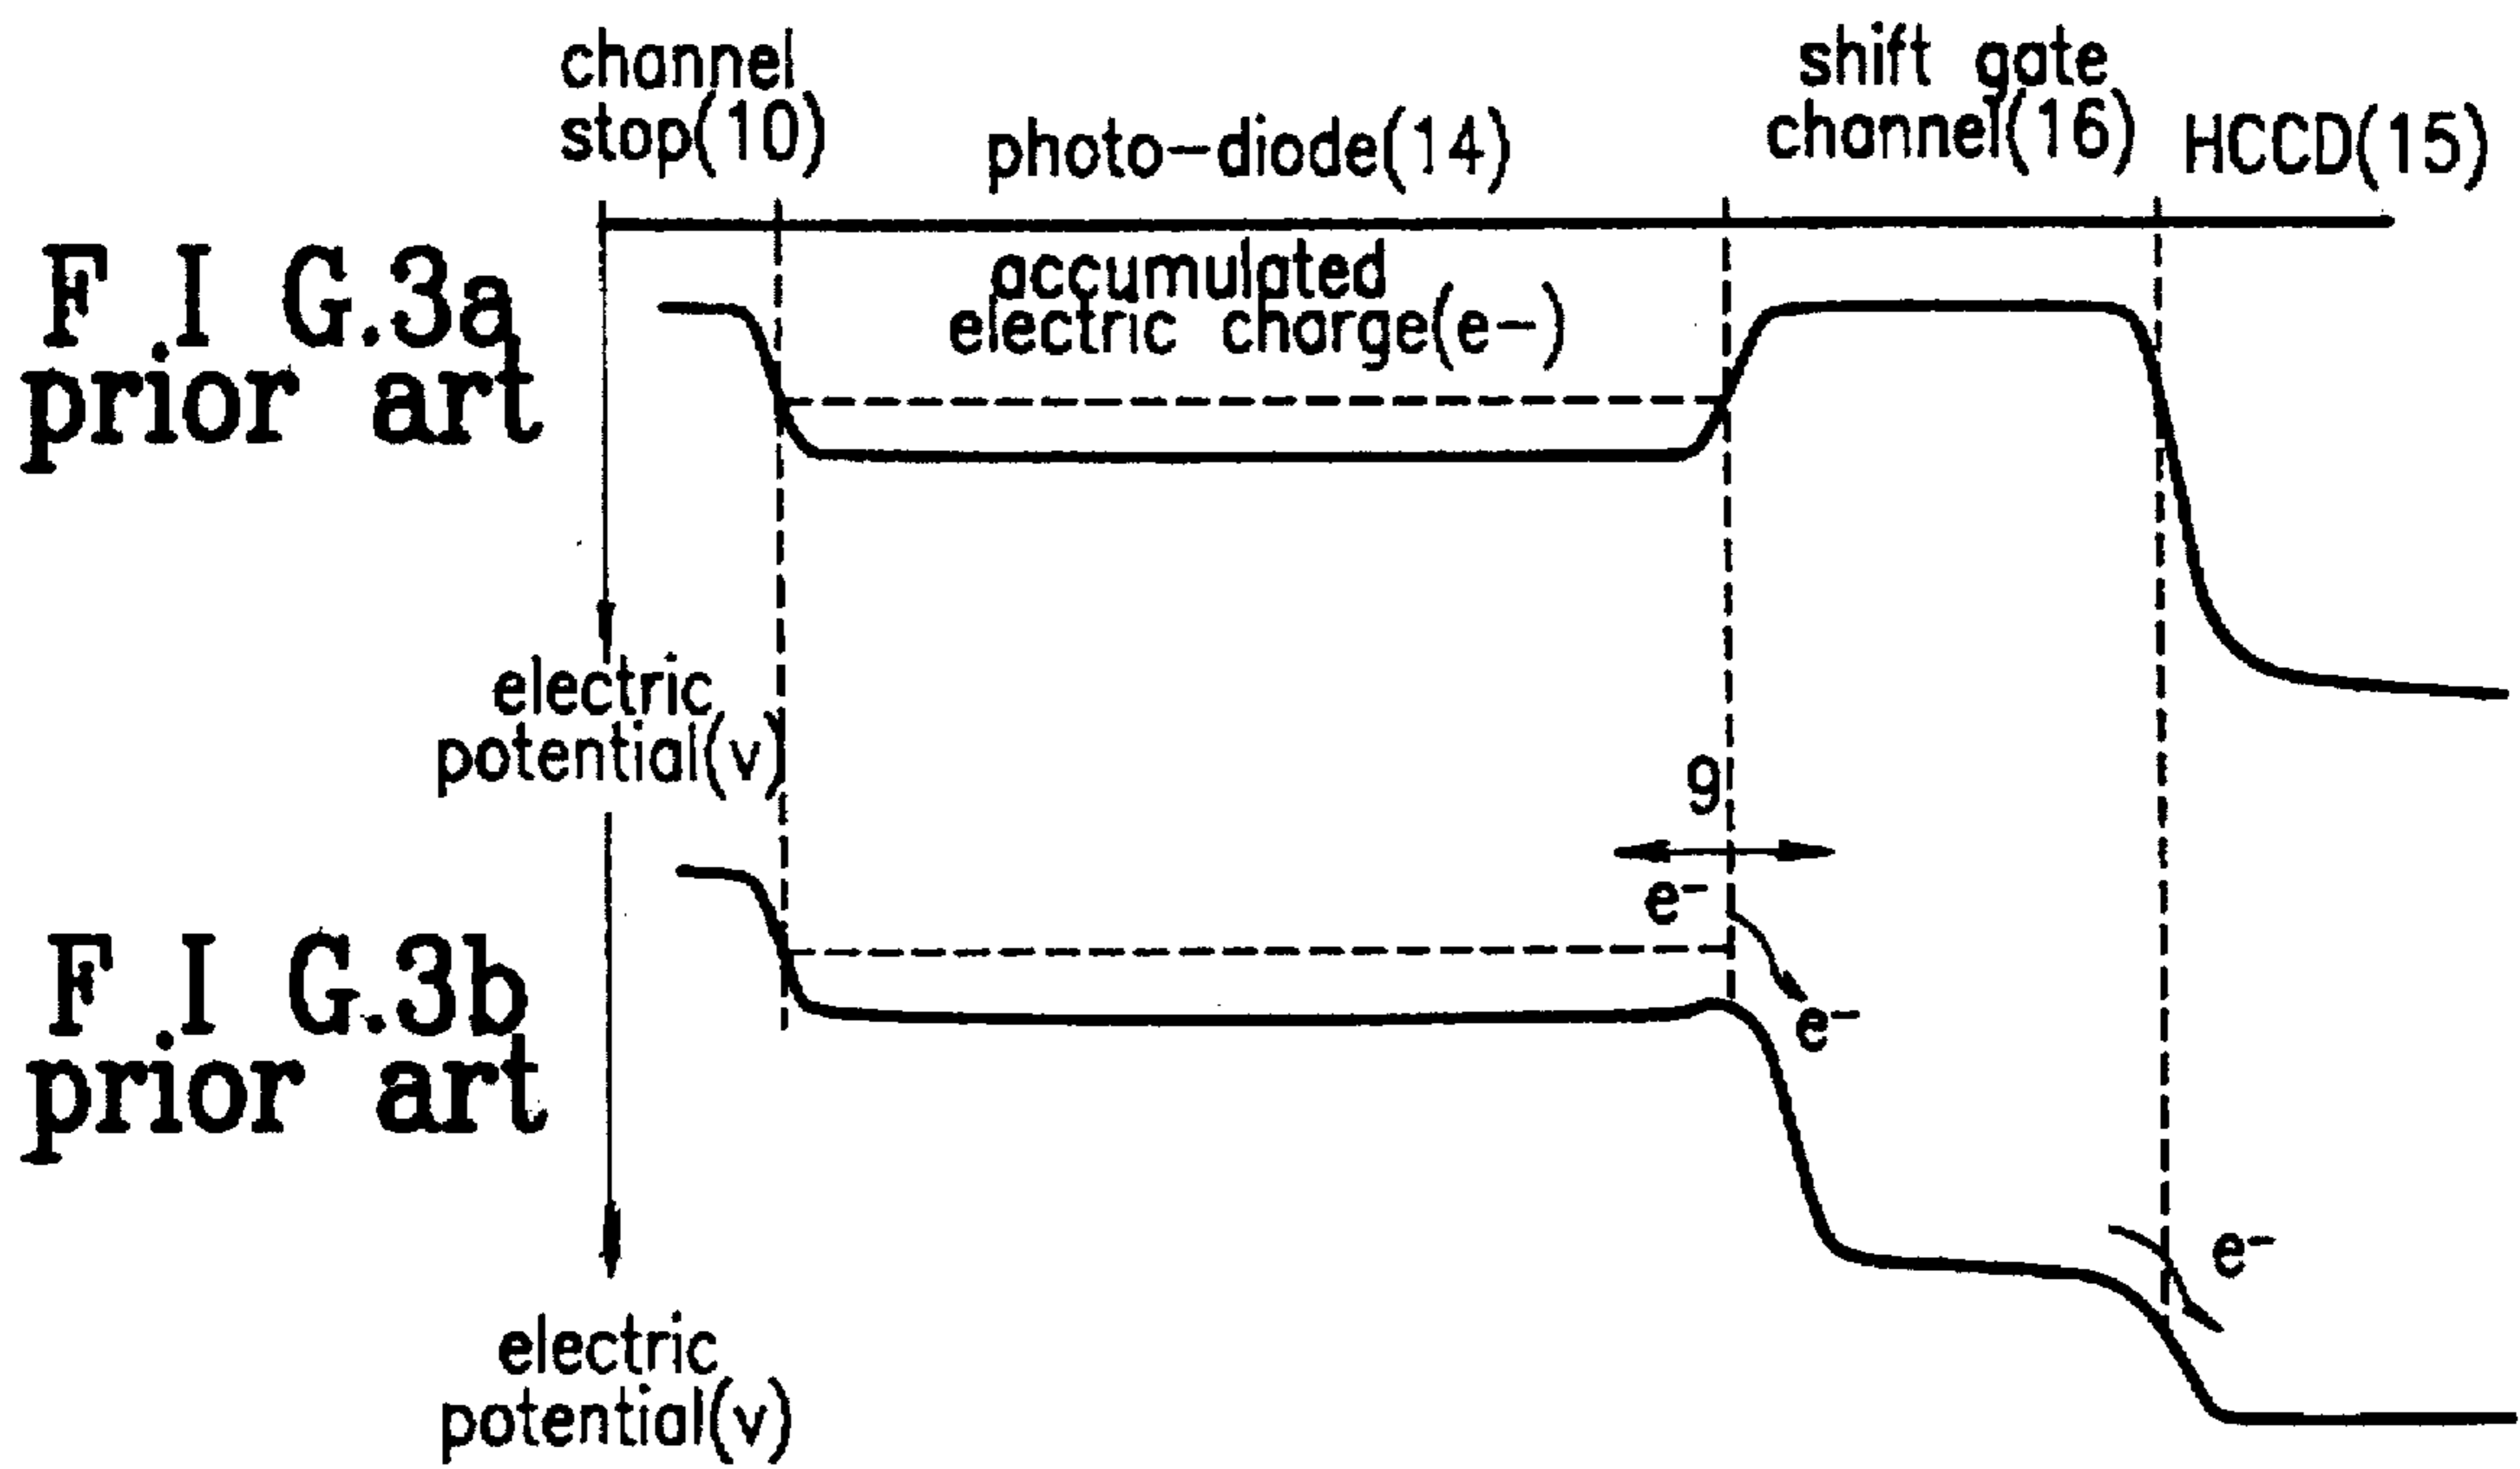 channel
stop(10)
photo-diode(14)
shift gate
channel(16)
HCCD(15)
F I G.3a
prior art
accumulated
electric charge(e-)
electric
potential(v)
g
e-
e-
F I G.3b
prior art
e-
electric
potential(v)